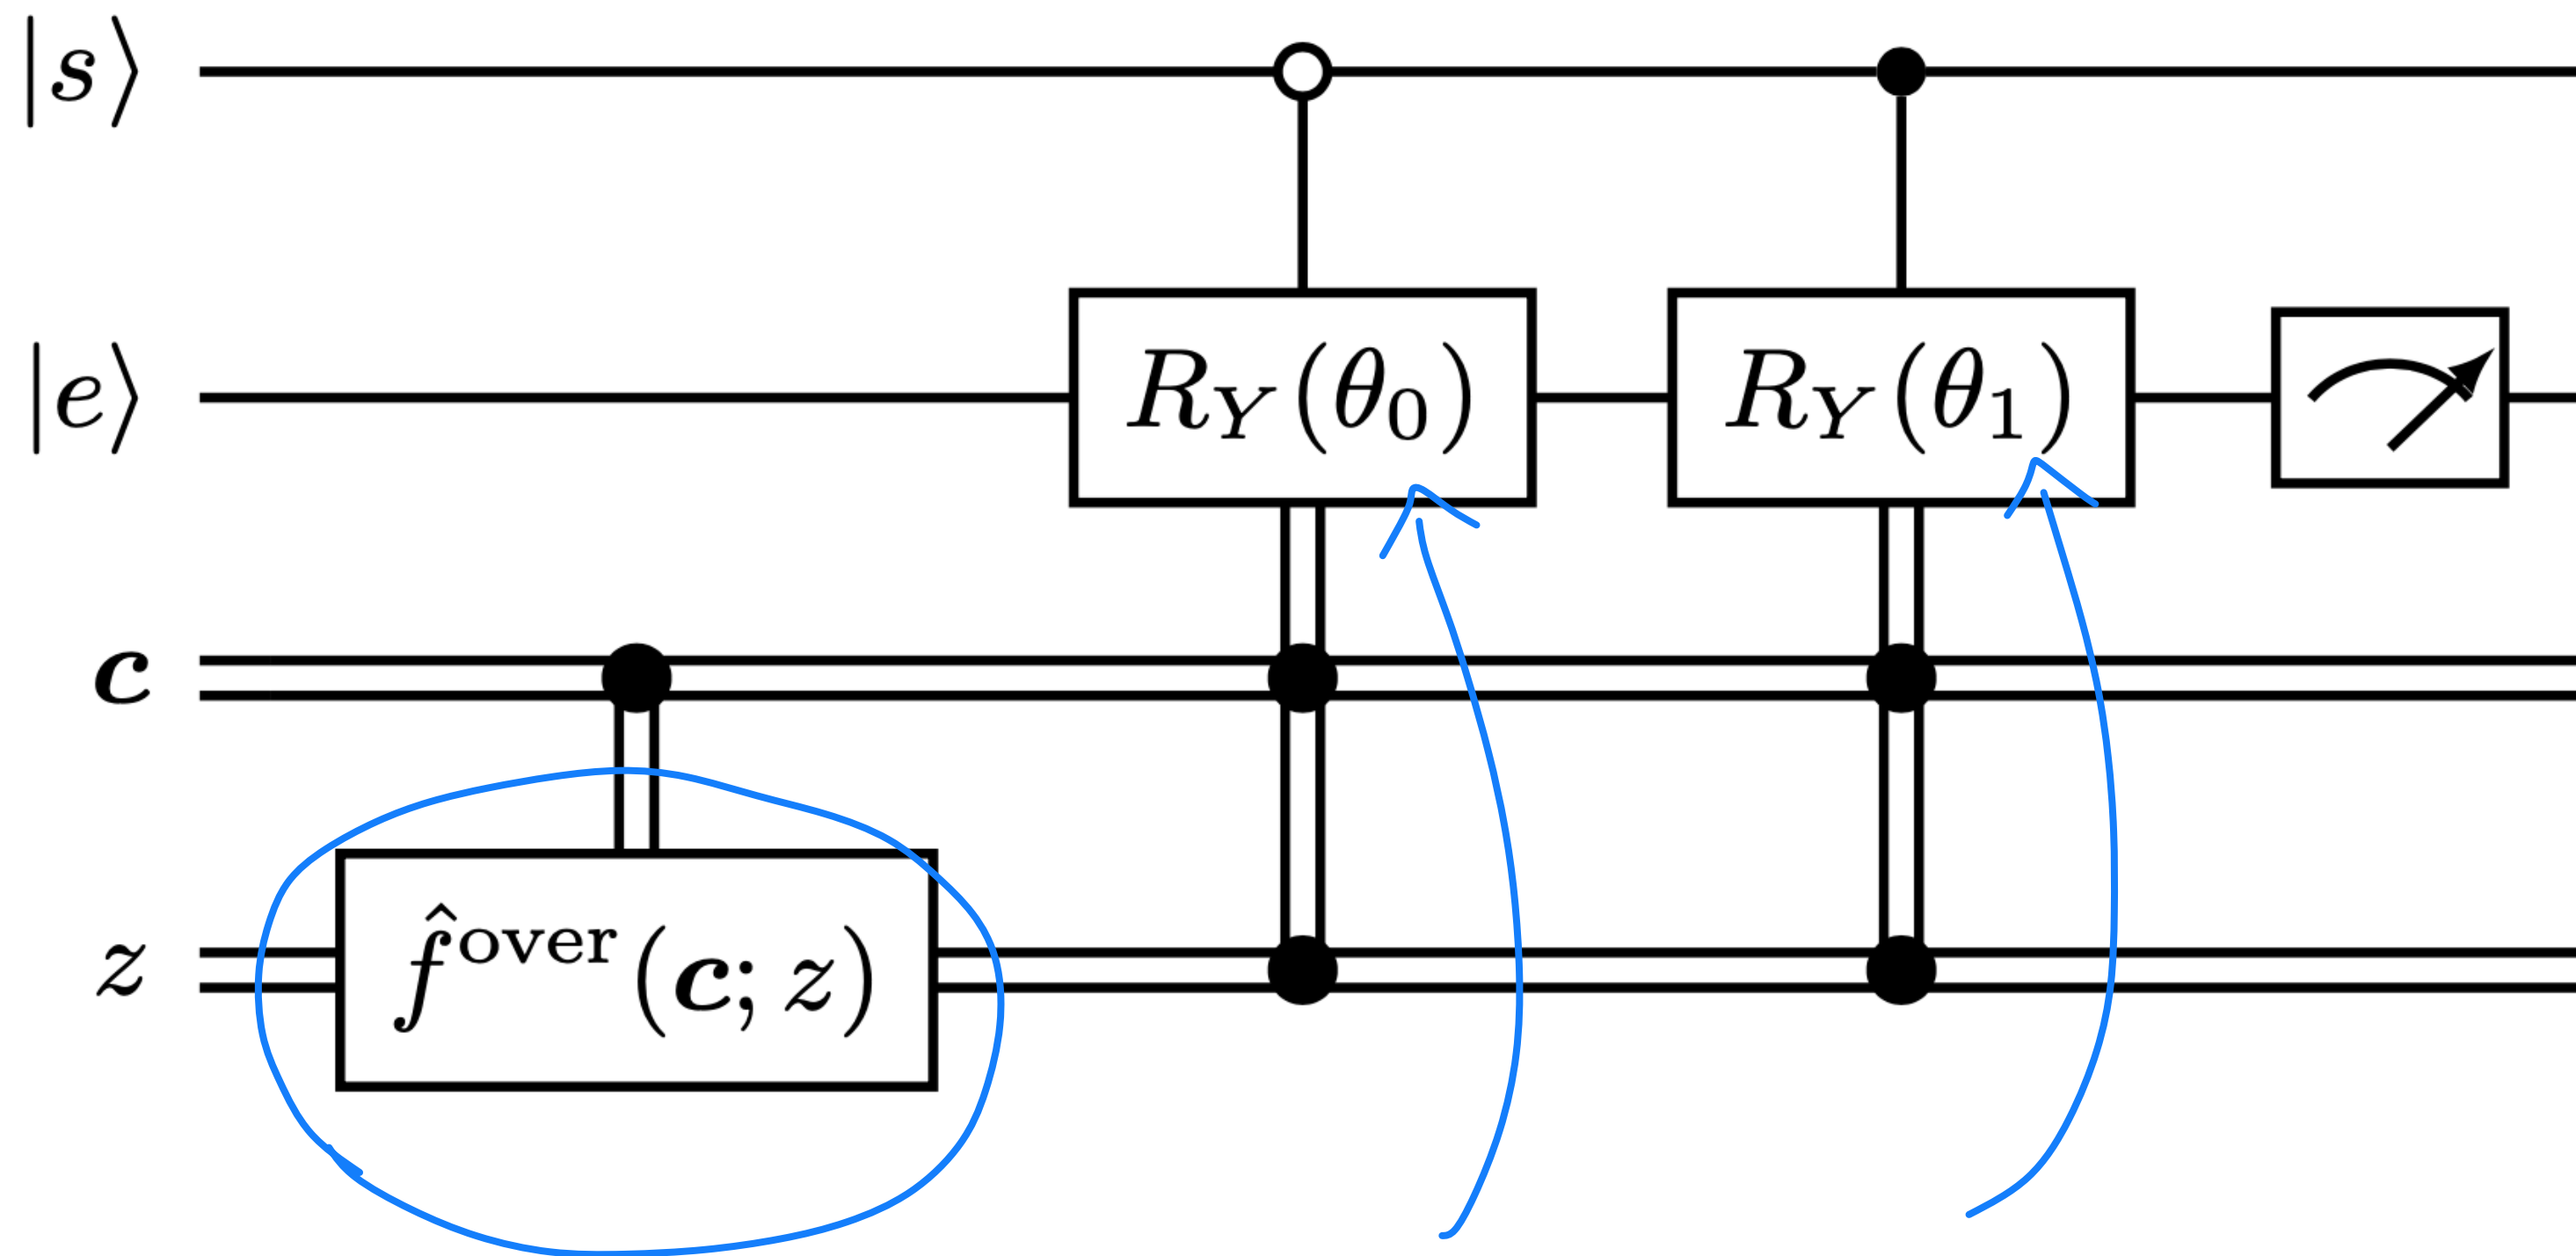 |s⟩
|e⟩ R_Y(θ_0) R_Y(θ_1)
c
z f̂^over(c; z)